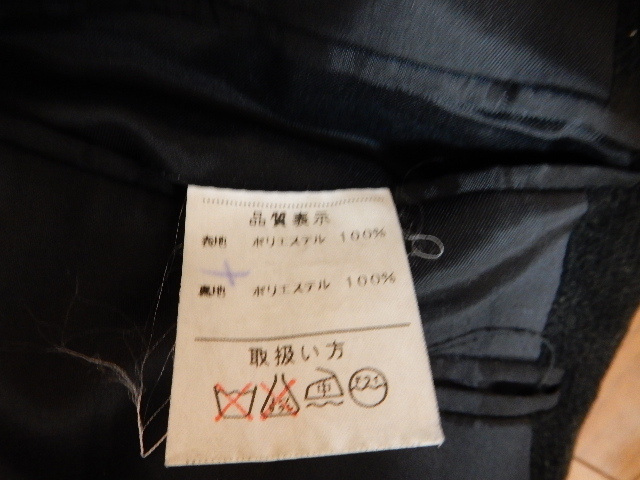 品質表示
表地 ポリエステル 100%
裏地 ポリエステル 100%
取扱い方
中